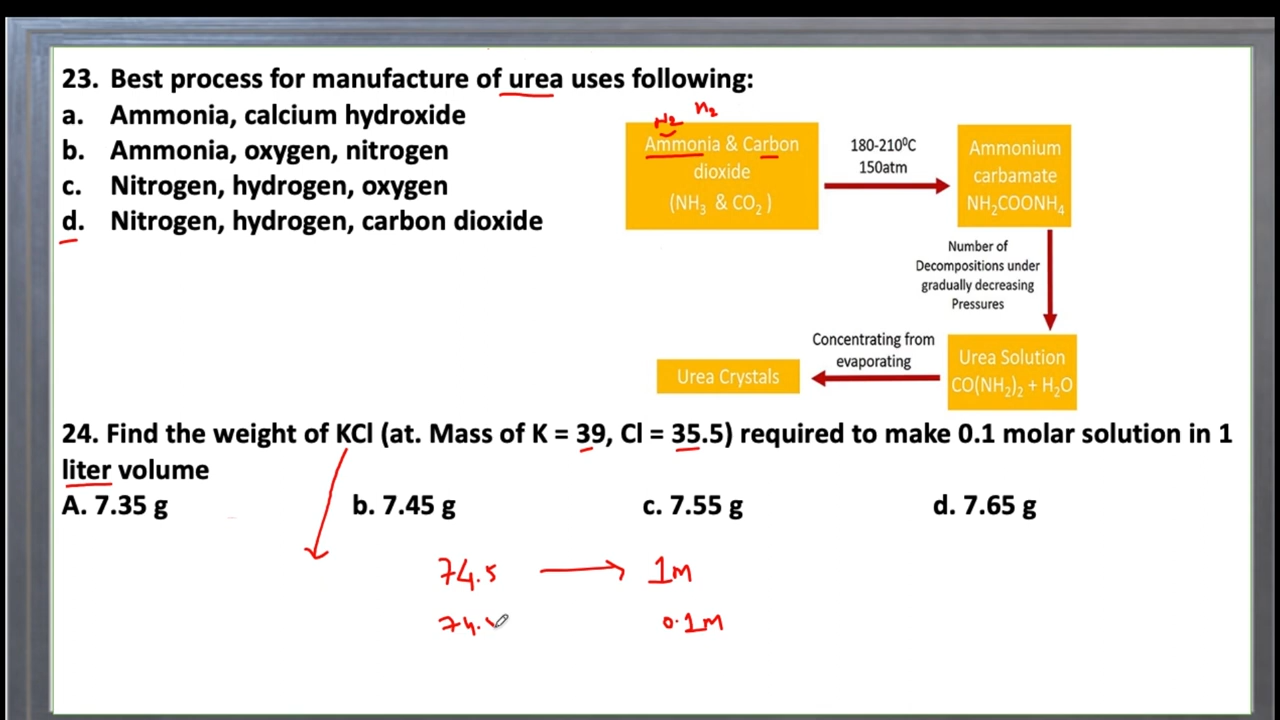 23. Best process for manufacture of urea uses following:
a. Ammonia, calcium hydroxide
b. Ammonia, oxygen, nitrogen
c. Nitrogen, hydrogen, oxygen
d. Nitrogen, hydrogen, carbon dioxide
H2 N2
Ammonia & Carbon
dioxide
(NH₃ & CO₂ )
180-210⁰C
150atm
Ammonium
carbamate
NH₂COONH₄
Number of
Decompositions under
gradually decreasing
Pressures
Urea Solution
CO(NH₂)₂ + H₂O
Concentrating from
evaporating
Urea Crystals
24. Find the weight of KCl (at. Mass of K = 39, Cl = 35.5) required to make 0.1 molar solution in 1
liter volume
A. 7.35 g b. 7.45 g c. 7.55 g d. 7.65 g
74.5 → 1M
74. 0.1M